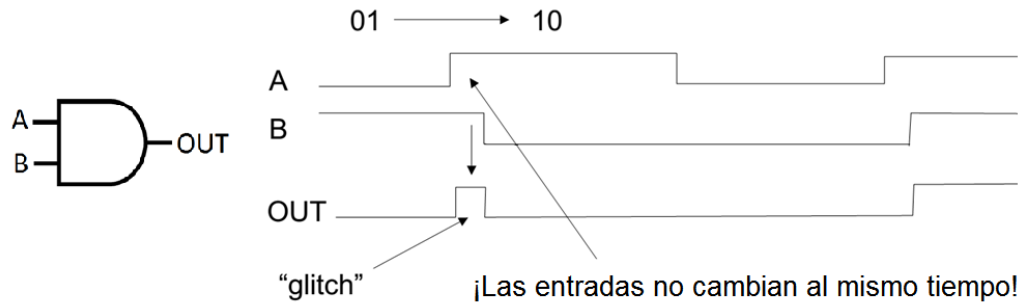 01 10
A
B
OUT
A
B
OUT
“glitch”
¡Las entradas no cambian al mismo tiempo!